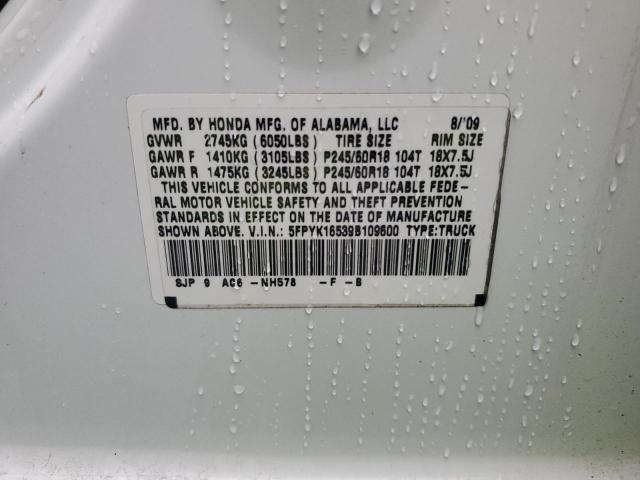 MFD. BY HONDA MFG. OF ALABAMA, LLC 8/'09
GVWR 2745KG (6050LBS) TIRE SIZE RIM SIZE
GAWR F 1410KG (3105LBS) P245/60R18 104T 18X7.5J
GAWR R 1475KG (3245LBS) P245/60R18 104T 18X7.5J
THIS VEHICLE CONFORMS TO ALL APPLICABLE FEDE-
RAL MOTOR VEHICLE SAFETY AND THEFT PREVENTION
STANDARDS IN EFFECT ON THE DATE OF MANUFACTURE
SHOWN ABOVE. V.I.N.: 5FPYK16539B109600 TYPE:TRUCK
SJP 9 AC6 -NH578 -F -B